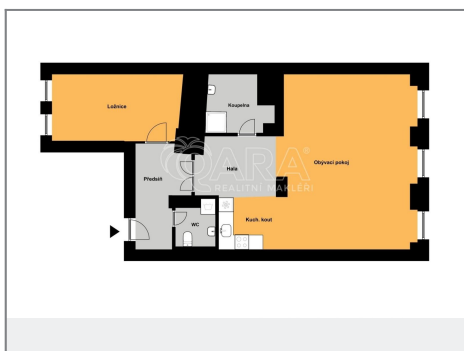 Ložnice
Koupelna
Předsíň
Hala
Obývací pokoj
QARA®
REALITNÍ MAKLÉŘI
WC
Kuch. kout